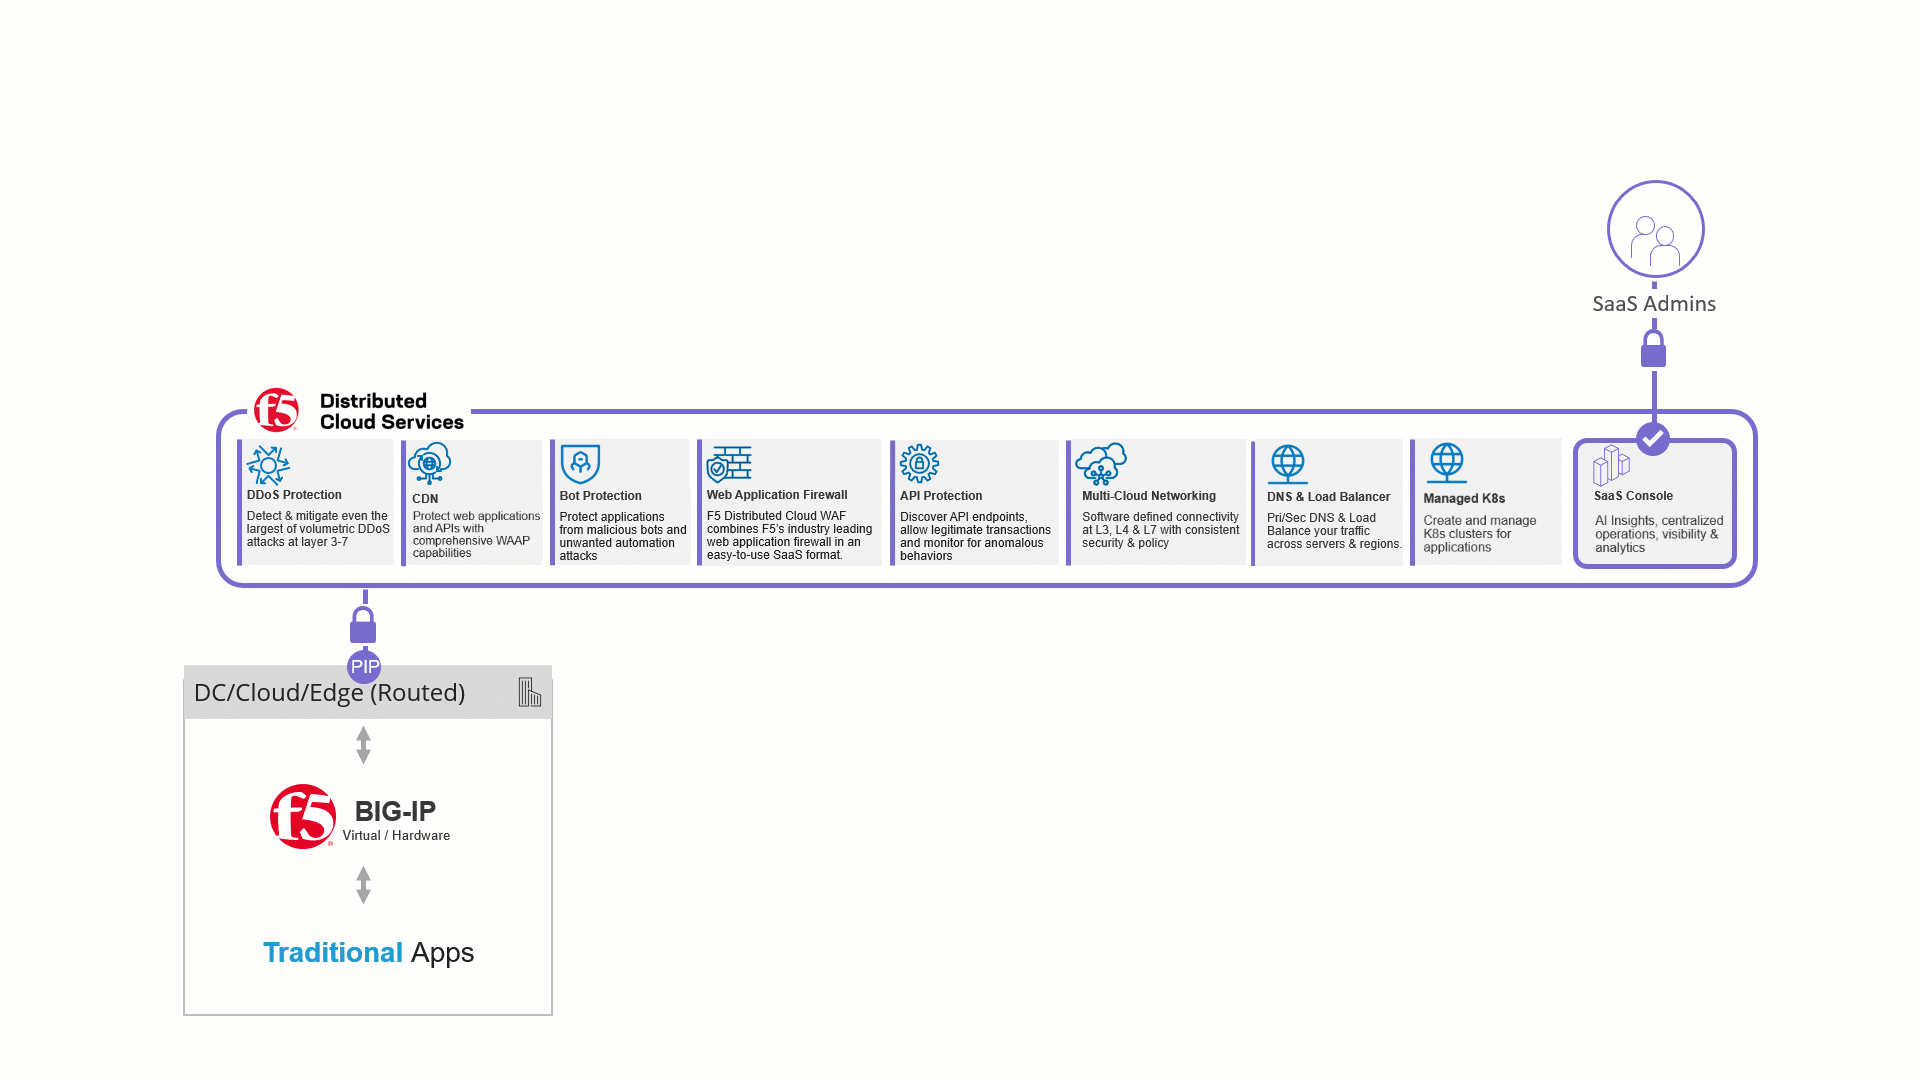 SaaS Admins
f5
Distributed
Cloud Services
DDoS Protection
Detect & mitigate even the
largest of volumetric DDoS
attacks at layer 3-7
CDN
Protect web applications
and APIs with
comprehensive WAAP
capabilities
Bot Protection
Protect applications
from malicious bots and
unwanted automation
attacks
Web Application Firewall
F5 Distributed Cloud WAF
combines F5's industry leading
web application firewall in an
easy-to-use SaaS format.
API Protection
Discover API endpoints,
allow legitimate transactions
and monitor for anomalous
behaviors
Multi-Cloud Networking
Software defined connectivity
at L3, L4 & L7 with consistent
security & policy
DNS & Load Balancer
Pri/Sec DNS & Load
Balance your traffic
across servers & regions.
Managed K8s
Create and manage
K8s clusters for
applications
SaaS Console
AI Insights, centralized
operations, visibility &
analytics
PIP
DC/Cloud/Edge (Routed)
f5
BIG-IP
Virtual / Hardware
Traditional Apps